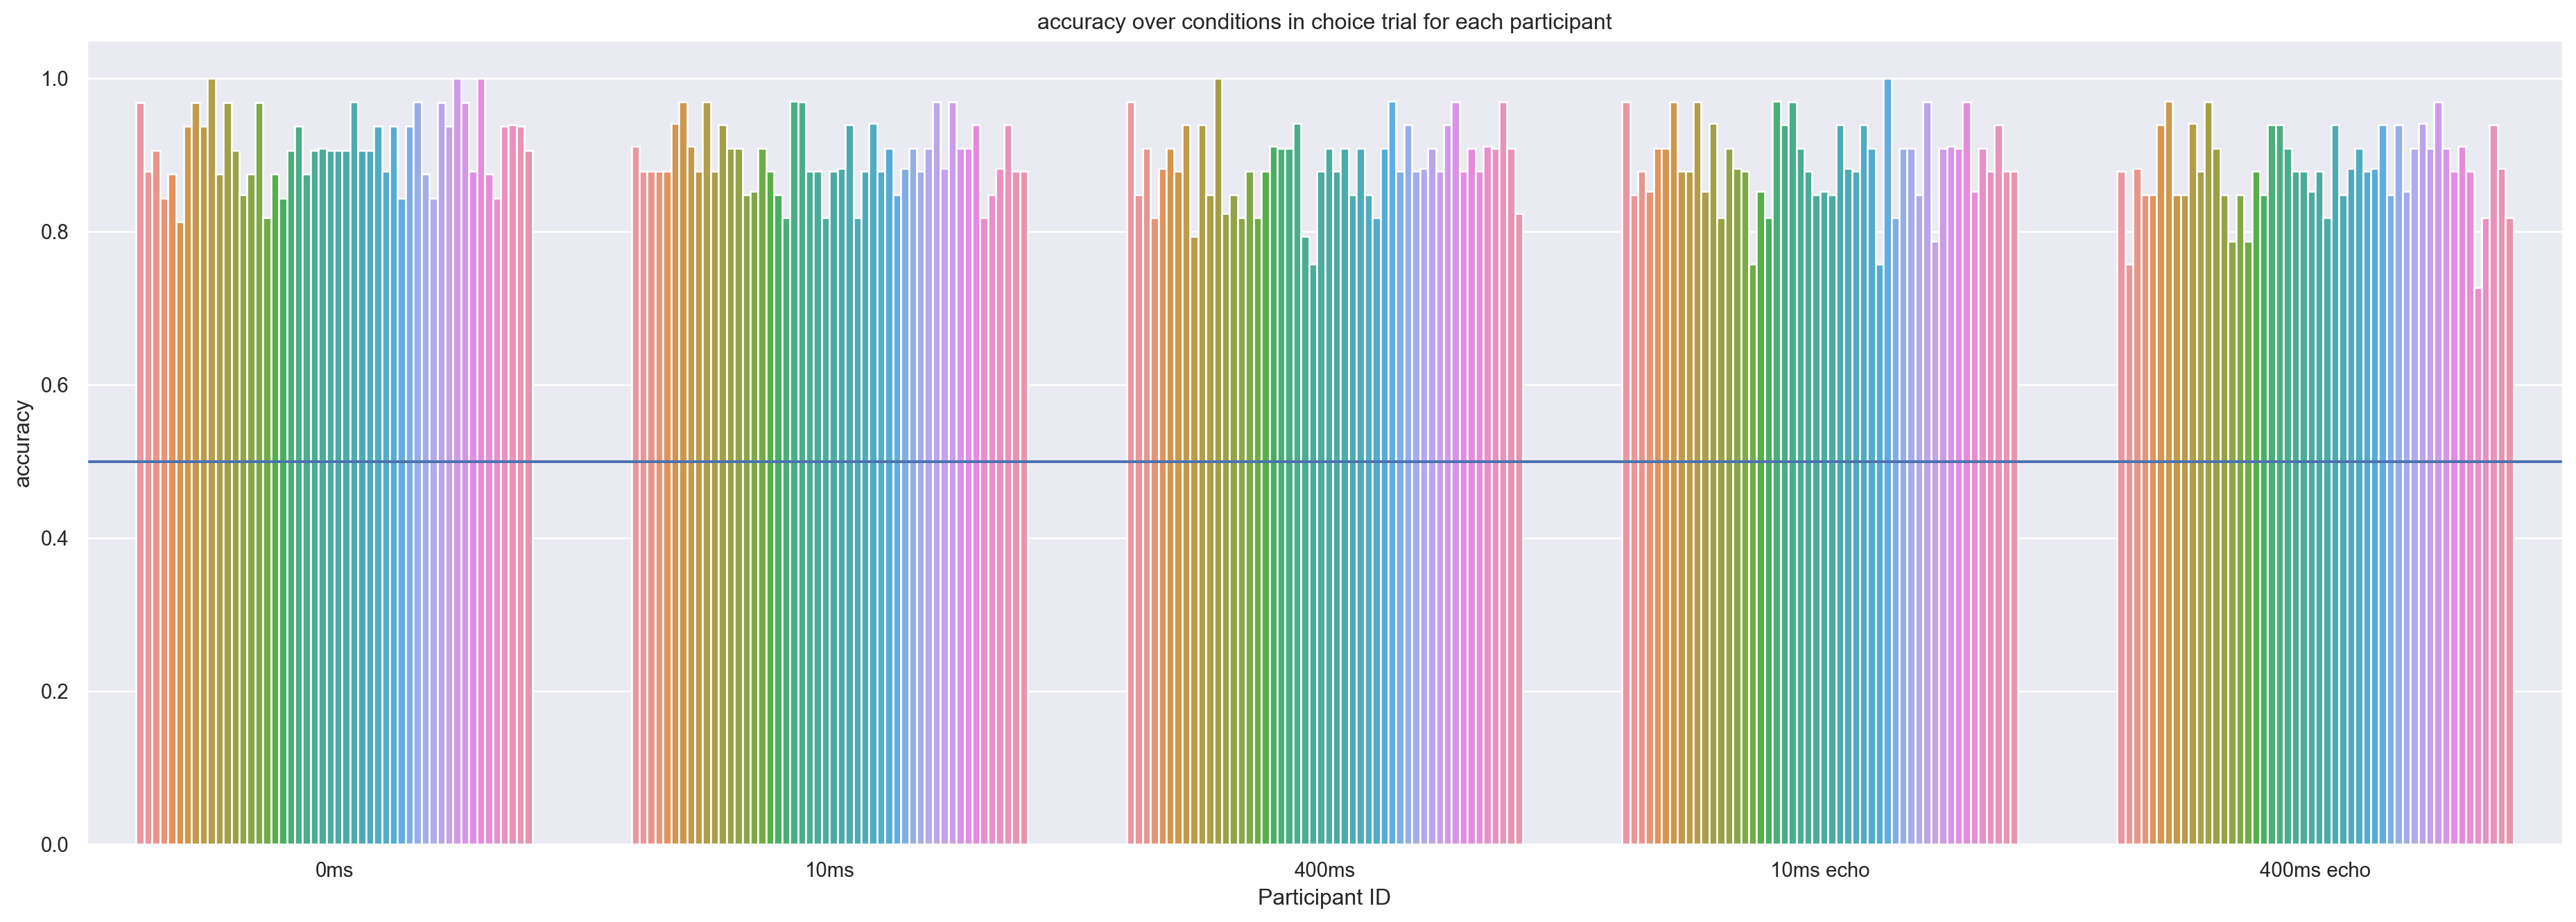 accuracy over conditions in choice trial for each participant
1.0
0.8
0.6
0.4
0.2
0.0
accuracy
0ms
10ms
400ms
10ms echo
400ms echo
Participant ID